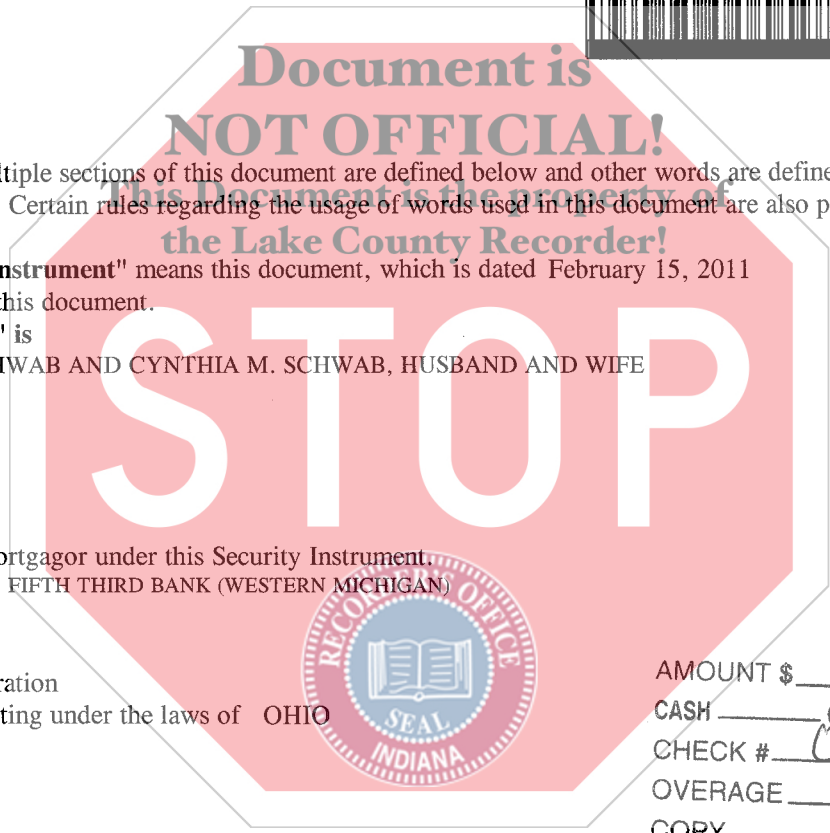 Document is
NOT OFFICIAL!
tiple sections of this document are defined below and other words are define
This Document is the property of
Certain rules regarding the usage of words used in this document are also p
the Lake County Recorder!
nstrument" means this document, which is dated February 15, 2011
this document.
" is
WAB AND CYNTHIA M. SCHWAB, HUSBAND AND WIFE
STOP
ortgagor under this Security Instrument.
FIFTH THIRD BANK (WESTERN MICHIGAN)
RECORDER'S OFFICE
SEAL
INDIANA
ration
ting under the laws of OHIO
AMOUNT $
CASH
CHECK #
OVERAGE
COPY